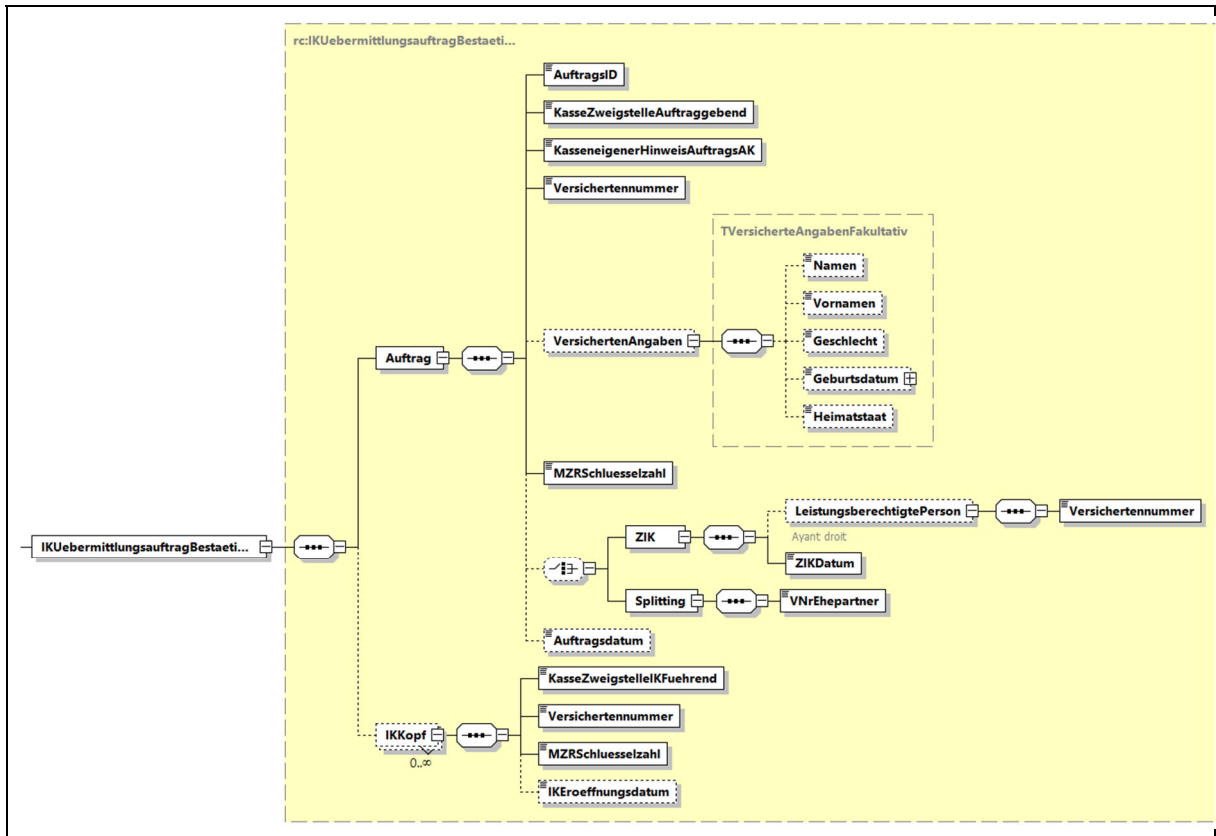 rc:IKUebermittlungsauftragBestaeti...
AuftragsID
KasseZweigstelleAuftraggebend
KasseneigenerHinweisAuftragsAK
Versichertennummer
TVersicherteAngabenFakultativ
Namen
Vornamen
VersichertenAngaben
Geschlecht
Auftrag
Geburtsdatum
Heimatstaat
MZRSchluesselzahl
LeistungsberechtigtePerson
Versichertennummer
Ayant droit
ZIK
IKUebermittlungsauftragBestaeti...
ZIKDatum
Splitting
VNrEhepartner
Auftragsdatum
KasseZweigstelleIKFuehrend
Versichertennummer
IKKopf
0..∞
MZRSchluesselzahl
IKEroeffnungsdatum